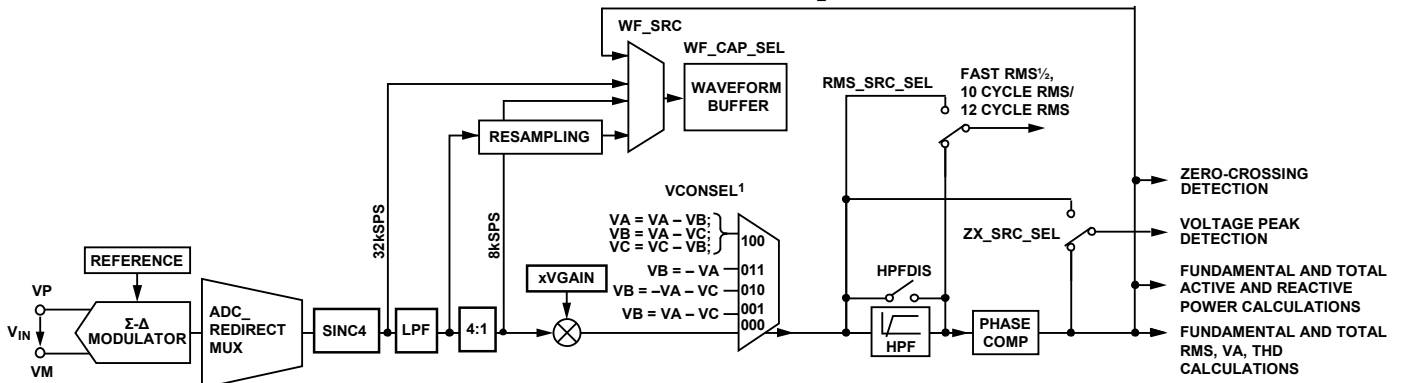 WF_SRC
WF_CAP_SEL
WAVEFORM
BUFFER
RMS_SRC_SEL
FAST RMS½,
10 CYCLE RMS/
12 CYCLE RMS
RESAMPLING
32kSPS
8kSPS
VCONSEL1
VA = VA – VB;
VB = VA – VC;
VC = VC – VB;
100
VB = – VA
011
VB = –VA – VC
010
VB = VA – VC
001
000
ZX_SRC_SEL
ZERO-CROSSING
DETECTION
VOLTAGE PEAK
DETECTION
FUNDAMENTAL AND TOTAL
ACTIVE AND REACTIVE
POWER CALCULATIONS
FUNDAMENTAL AND TOTAL
RMS, VA, THD
CALCULATIONS
REFERENCE
VP
VIN
VM
Σ-Δ
MODULATOR
ADC_
REDIRECT
MUX
SINC4
LPF
4:1
xVGAIN
HPFDIS
HPF
PHASE
COMP